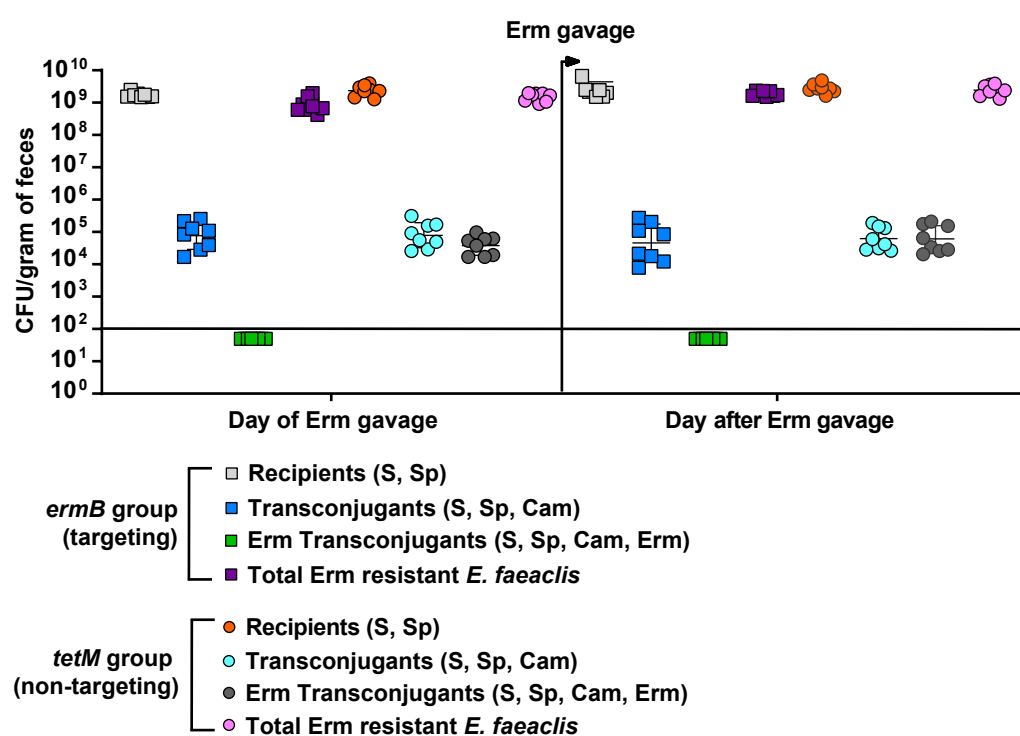 Erm gavage
CFU/gram of feces
10^10
10^9
10^8
10^7
10^6
10^5
10^4
10^3
10^2
10^1
10^0
Day of Erm gavage
Day after Erm gavage
ermB group
(targeting)
Recipients (S, Sp)
Transconjugants (S, Sp, Cam)
Erm Transconjugants (S, Sp, Cam, Erm)
Total Erm resistant E. faeaclis
tetM group
(non-targeting)
Recipients (S, Sp)
Transconjugants (S, Sp, Cam)
Erm Transconjugants (S, Sp, Cam, Erm)
Total Erm resistant E. faeaclis